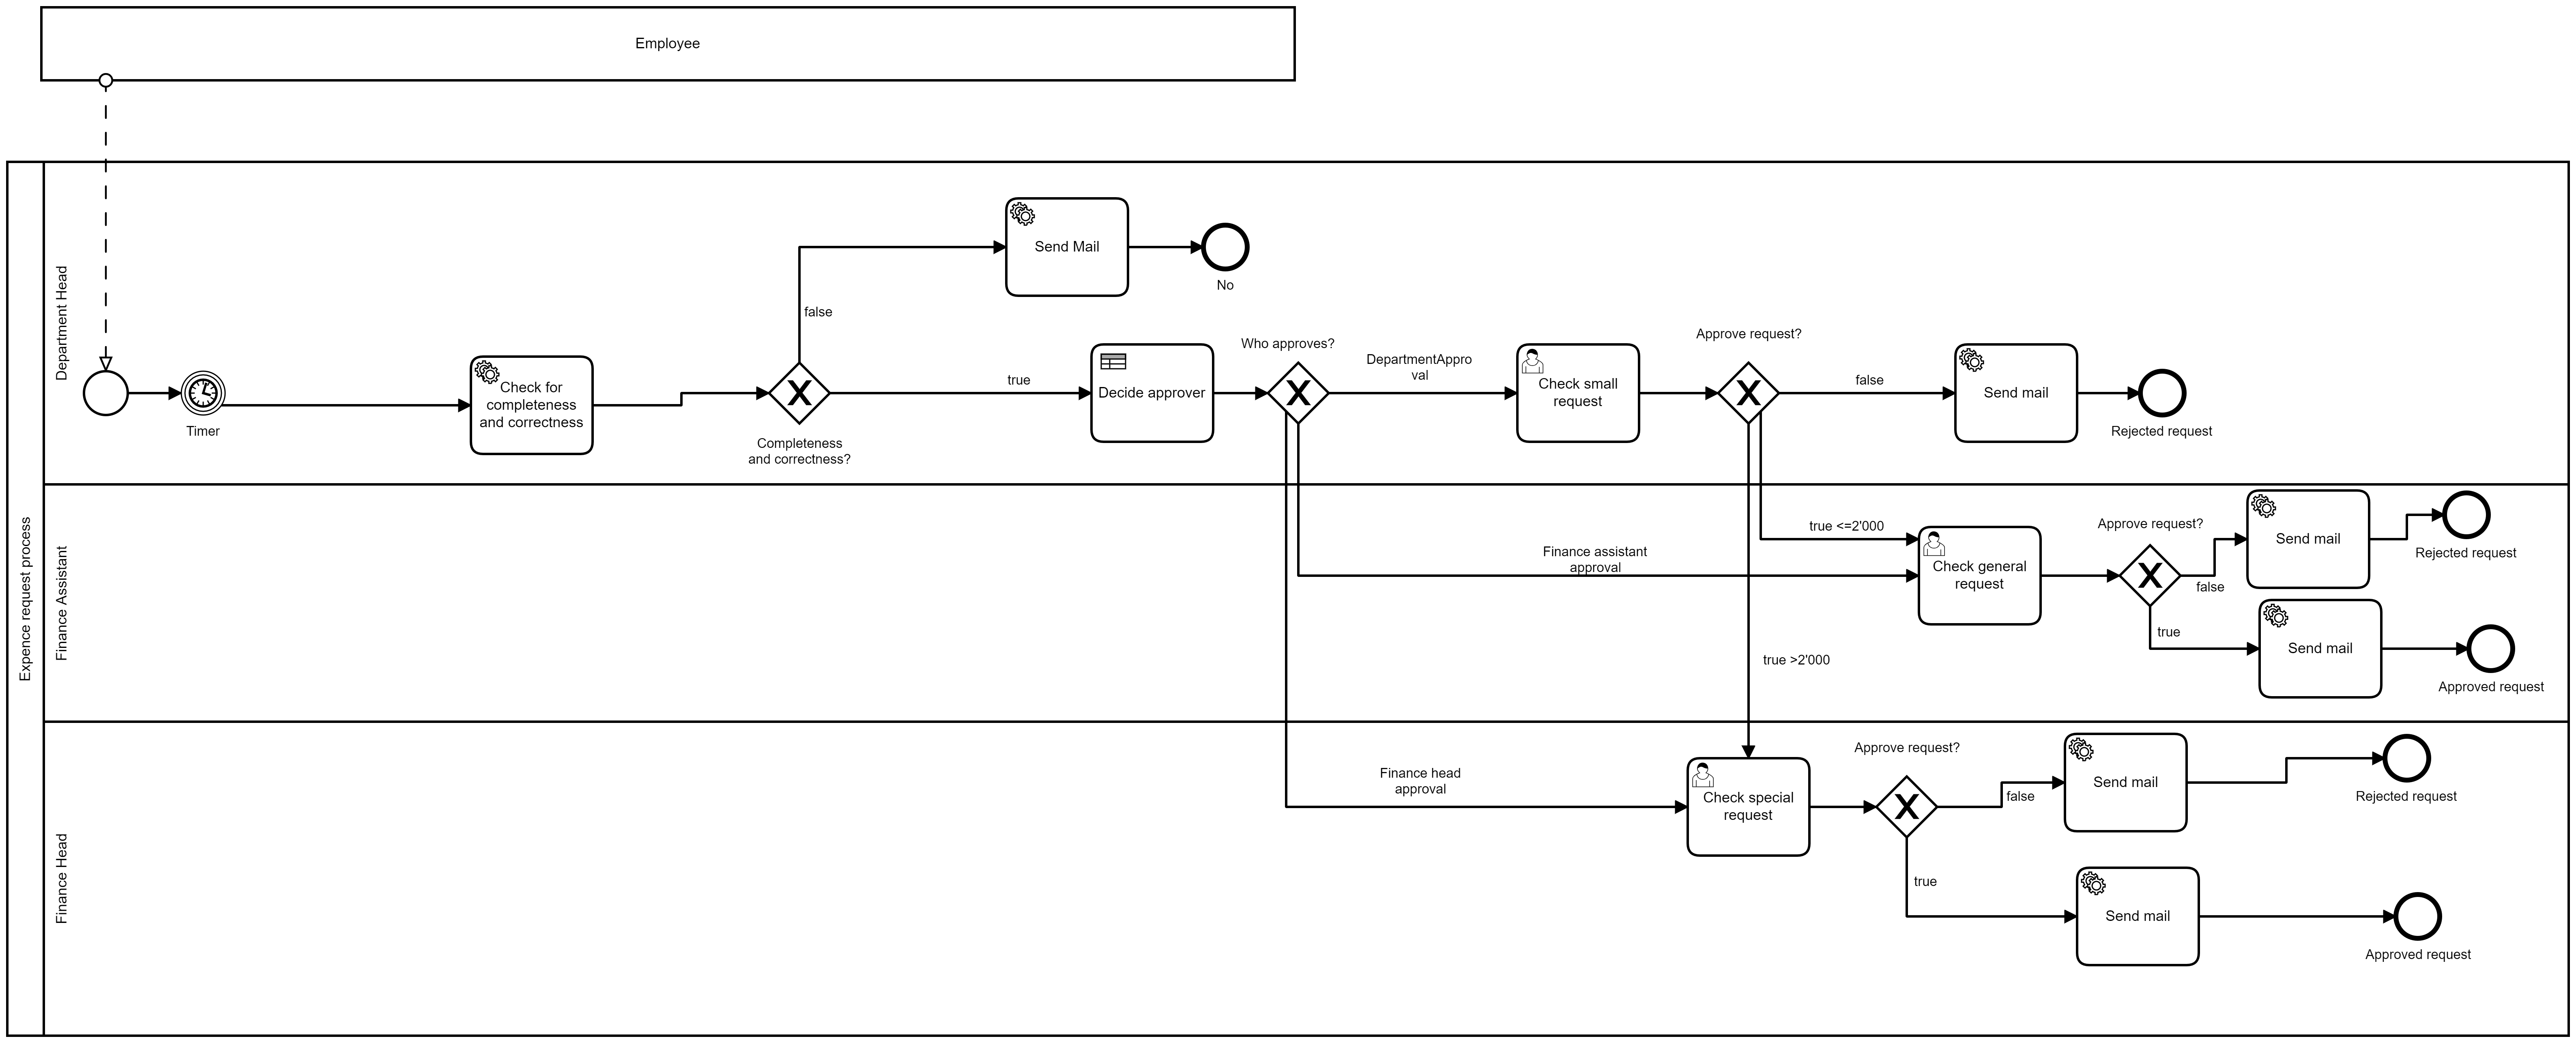 Employee
Expence request process
Department Head
Timer
Check for
completeness
and correctness
Completeness
and correctness?
false
Send Mail
No
true
Decide approver
Who approves?
DepartmentAppro
val
Check small
request
Approve request?
false
Send mail
Rejected request
Finance Assistant
Finance assistant
approval
true <=2'000
true >2'000
Check general
request
Approve request?
false
Send mail
Rejected request
true
Send mail
Approved request
Finance Head
Finance head
approval
Check special
request
Approve request?
false
Send mail
Rejected request
true
Send mail
Approved request